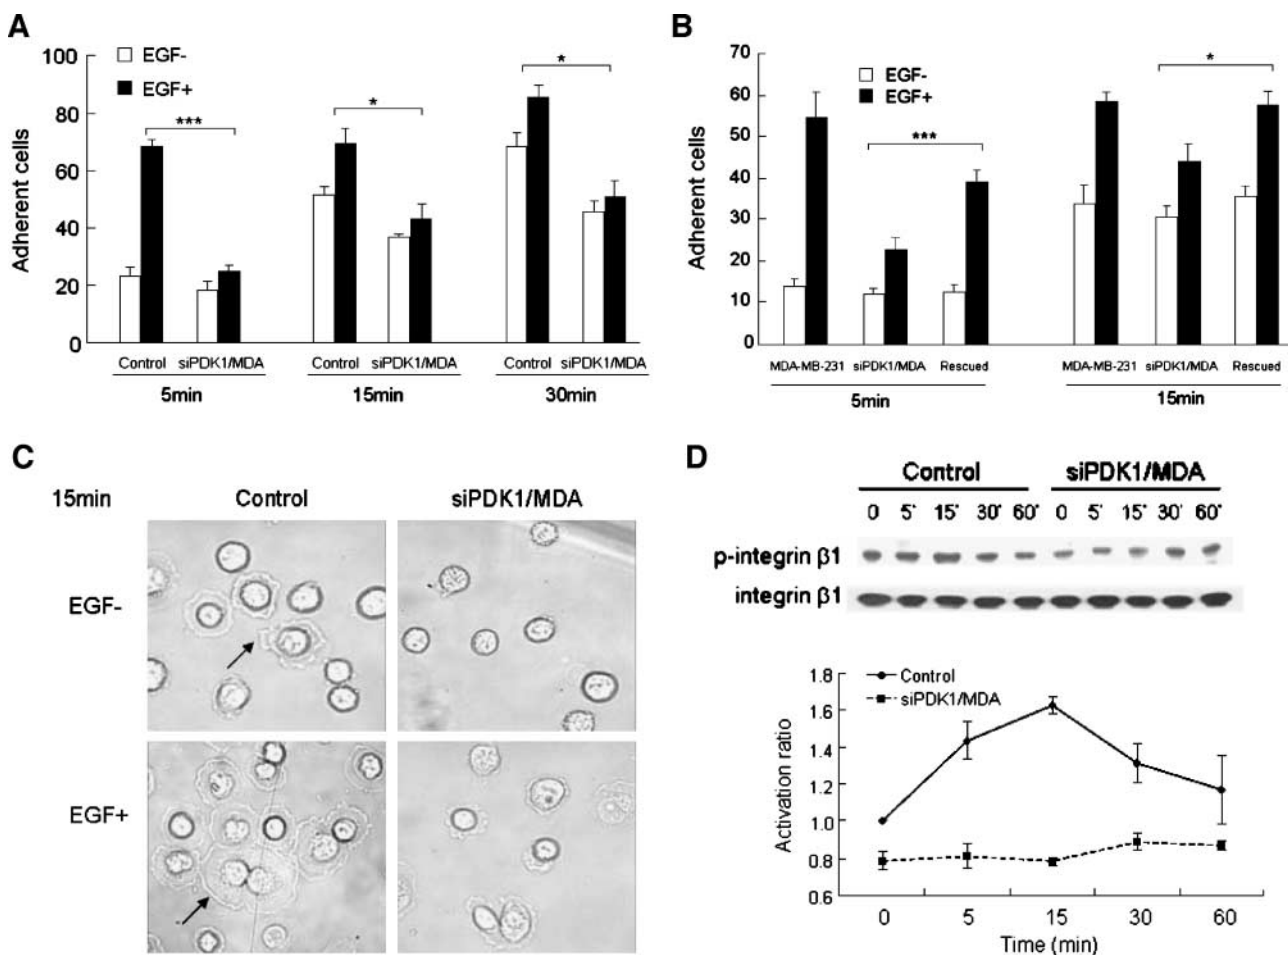 A
EGF-
EGF+
Adherent cells
100
80
60
40
20
0
***
*
*
Control siPDK1/MDA Control siPDK1/MDA Control siPDK1/MDA
5min 15min 30min
B
EGF-
EGF+
Adherent cells
70
60
50
40
30
20
10
0
***
*
MDA-MB-231 siPDK1/MDA Rescued MDA-MB-231 siPDK1/MDA Rescued
5min 15min
C
15min Control siPDK1/MDA
EGF-
EGF+
D
Control siPDK1/MDA
0 5' 15' 30' 60' 0 5' 15' 30' 60'
p-integrin β1
integrin β1
Control
siPDK1/MDA
Activation ratio
1.8
1.6
1.4
1.2
1.0
0.8
0.6
0 5 15 30 60
Time (min)